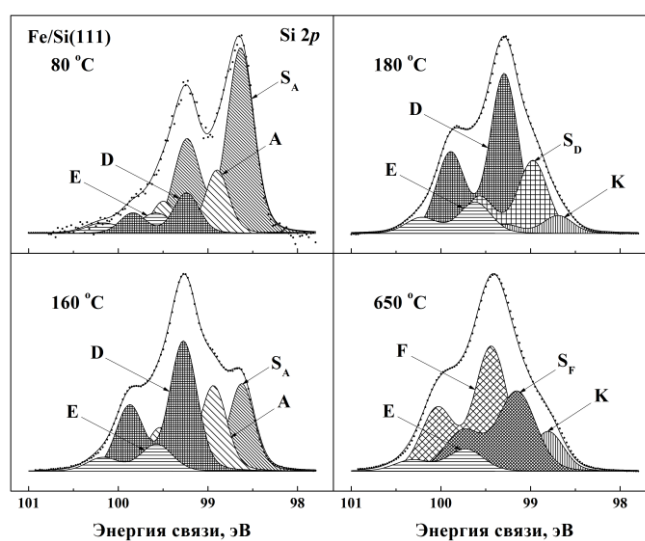 Fe/Si(111)
Si 2p
80 °C
S_A
A
D
E
180 °C
D
E
S_D
K
160 °C
D
E
S_A
A
650 °C
F
E
S_F
K
101 100 99 98
101 100 99 98
Энергия связи, эВ
Энергия связи, эВ